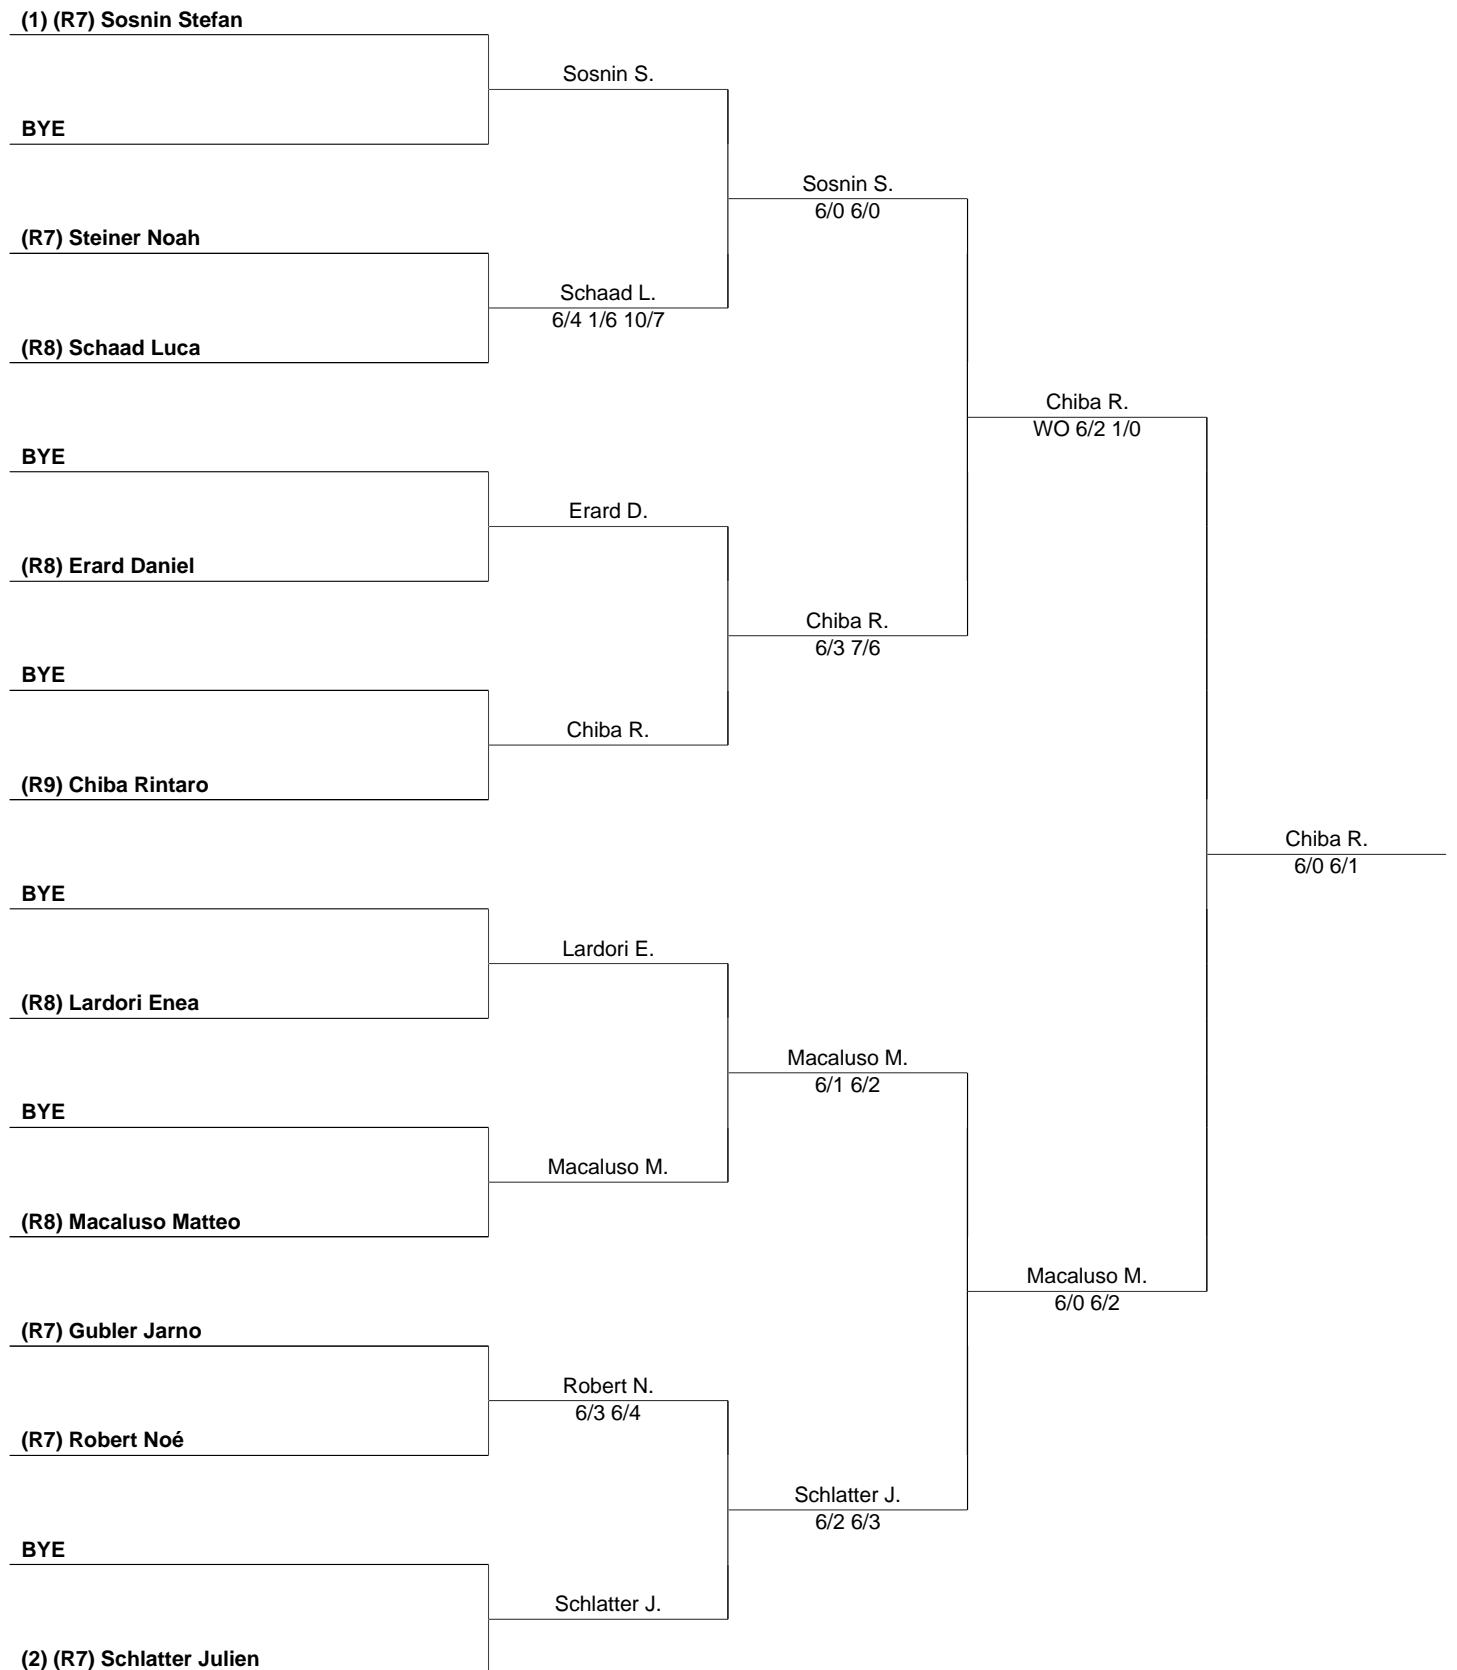 (1) (R7) Sosnin Stefan
Sosnin S.
BYE
Sosnin S.
6/0 6/0
(R7) Steiner Noah
Schaad L.
6/4 1/6 10/7
(R8) Schaad Luca
Chiba R.
WO 6/2 1/0
BYE
Erard D.
(R8) Erard Daniel
Chiba R.
6/3 7/6
BYE
Chiba R.
(R9) Chiba Rintaro
Chiba R.
6/0 6/1
BYE
Lardori E.
(R8) Lardori Enea
Macaluso M.
6/1 6/2
BYE
Macaluso M.
(R8) Macaluso Matteo
Macaluso M.
6/0 6/2
(R7) Gubler Jarno
Robert N.
6/3 6/4
(R7) Robert Noé
Schlatter J.
6/2 6/3
BYE
Schlatter J.
(2) (R7) Schlatter Julien